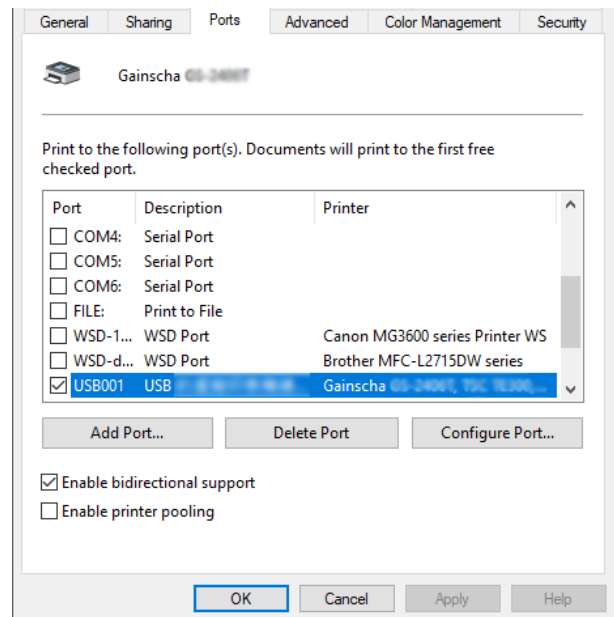 General Sharing Ports Advanced Color Management Security
Gainscha
Print to the following port(s). Documents will print to the first free
checked port.
Port Description Printer
COM4: Serial Port
COM5: Serial Port
COM6: Serial Port
FILE: Print to File
WSD-1... WSD Port Canon MG3600 series Printer WS
WSD-d... WSD Port Brother MFC-L2715DW series
USB001 USB Gainscha
Add Port... Delete Port Configure Port...
Enable bidirectional support
Enable printer pooling
OK Cancel Apply Help